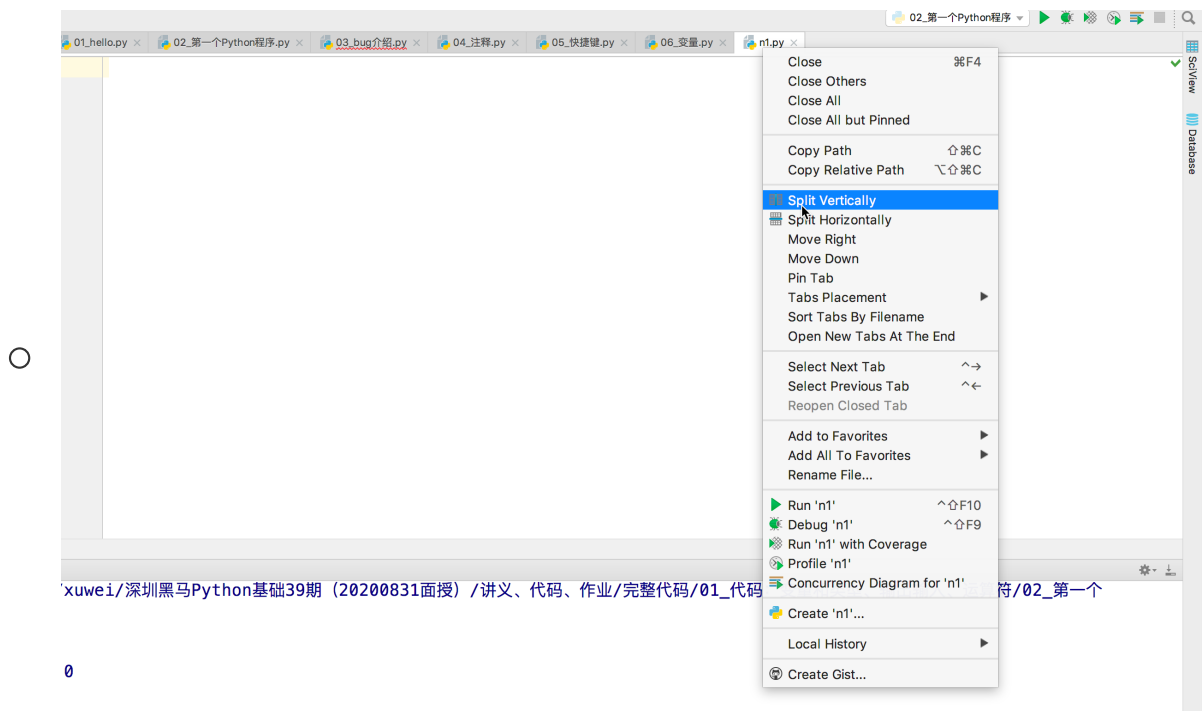 02_第一个Python程序
01_hello.py
02_第一个Python程序.py
03_bug介绍.py
04_注释.py
05_快捷键.py
06_变量.py
n1.py
SciView
Database
Close ⌘F4
Close Others
Close All
Close All but Pinned
Copy Path ⇧⌘C
Copy Relative Path ⌥⇧⌘C
Split Vertically
Split Horizontally
Move Right
Move Down
Pin Tab
Tabs Placement
Sort Tabs By Filename
Open New Tabs At The End
Select Next Tab ^→
Select Previous Tab ^←
Reopen Closed Tab
Add to Favorites
Add All To Favorites
Rename File...
Run 'n1' ^⇧F10
Debug 'n1' ^⇧F9
Run 'n1' with Coverage
Profile 'n1'
Concurrency Diagram for 'n1'
Create 'n1'...
Local History
Create Gist...
xuwei/深圳黑马Python基础39期（20200831面授）/讲义、代码、作业/完整代码/01_代码 符/02_第一个
0